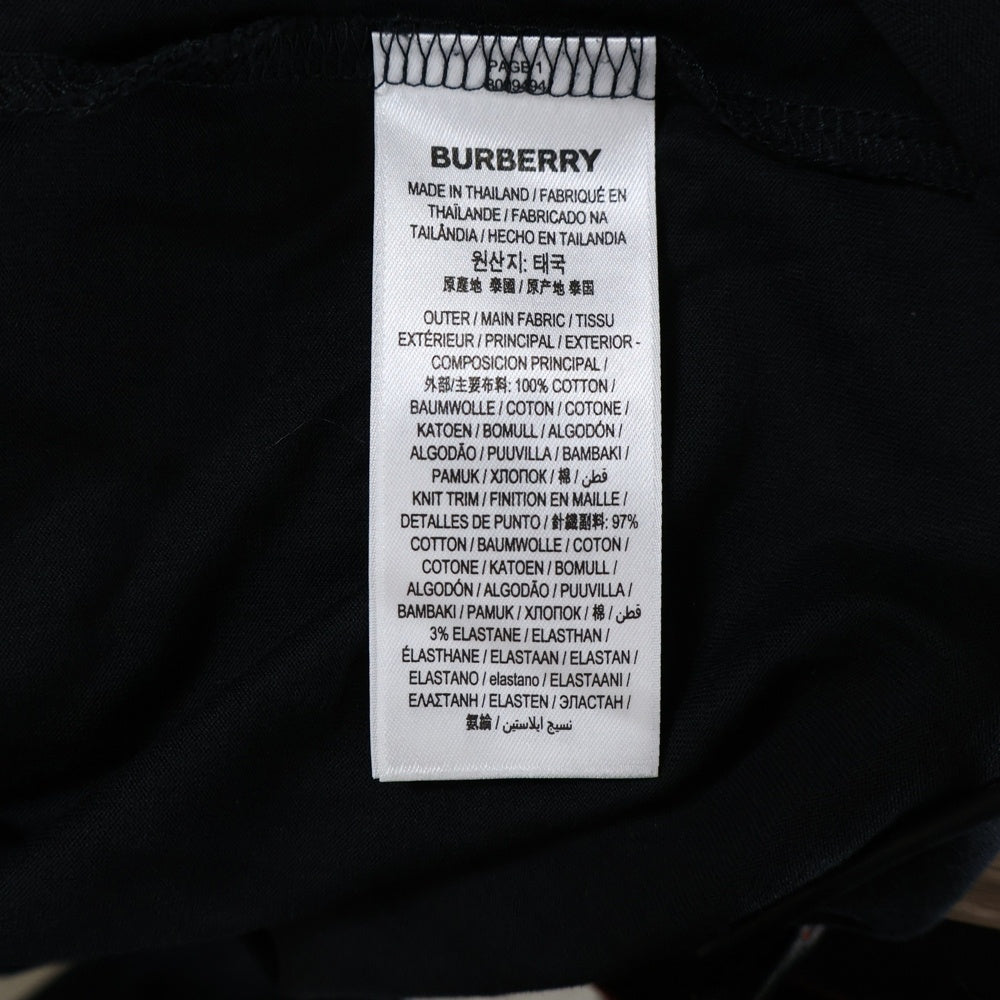 PAGE 1
8009494
BURBERRY
MADE IN THAILAND / FABRIQUÉ EN
THAÏLANDE / FABRICADO NA
TAILÂNDIA / HECHO EN TAILANDIA
원산지: 태국
原產地 泰國 / 原产地 泰国
OUTER / MAIN FABRIC / TISSU
EXTÉRIEUR / PRINCIPAL / EXTERIOR -
COMPOSICION PRINCIPAL /
外部/主要布料: 100% COTTON /
BAUMWOLLE / COTON / COTONE /
KATOEN / BOMULL / ALGODÓN /
ALGODÃO / PUUVILLA / BAMBAKI /
PAMUK / ХЛОПОК / 棉 / قطن
KNIT TRIM / FINITION EN MAILLE /
DETALLES DE PUNTO / 針織副料: 97%
COTTON / BAUMWOLLE / COTON /
COTONE / KATOEN / BOMULL /
ALGODÓN / ALGODÃO / PUUVILLA /
BAMBAKI / PAMUK / ХЛОПОК / 棉 / قطن
3% ELASTANE / ELASTHAN /
ÉLASTHANE / ELASTAAN / ELASTAN /
ELASTANO / elastano / ELASTAANI /
ΕΛΑΣΤΑΝΗ / ELASTEN / ЭЛАСТАН /
氨綸 / نسيج ايلاستين